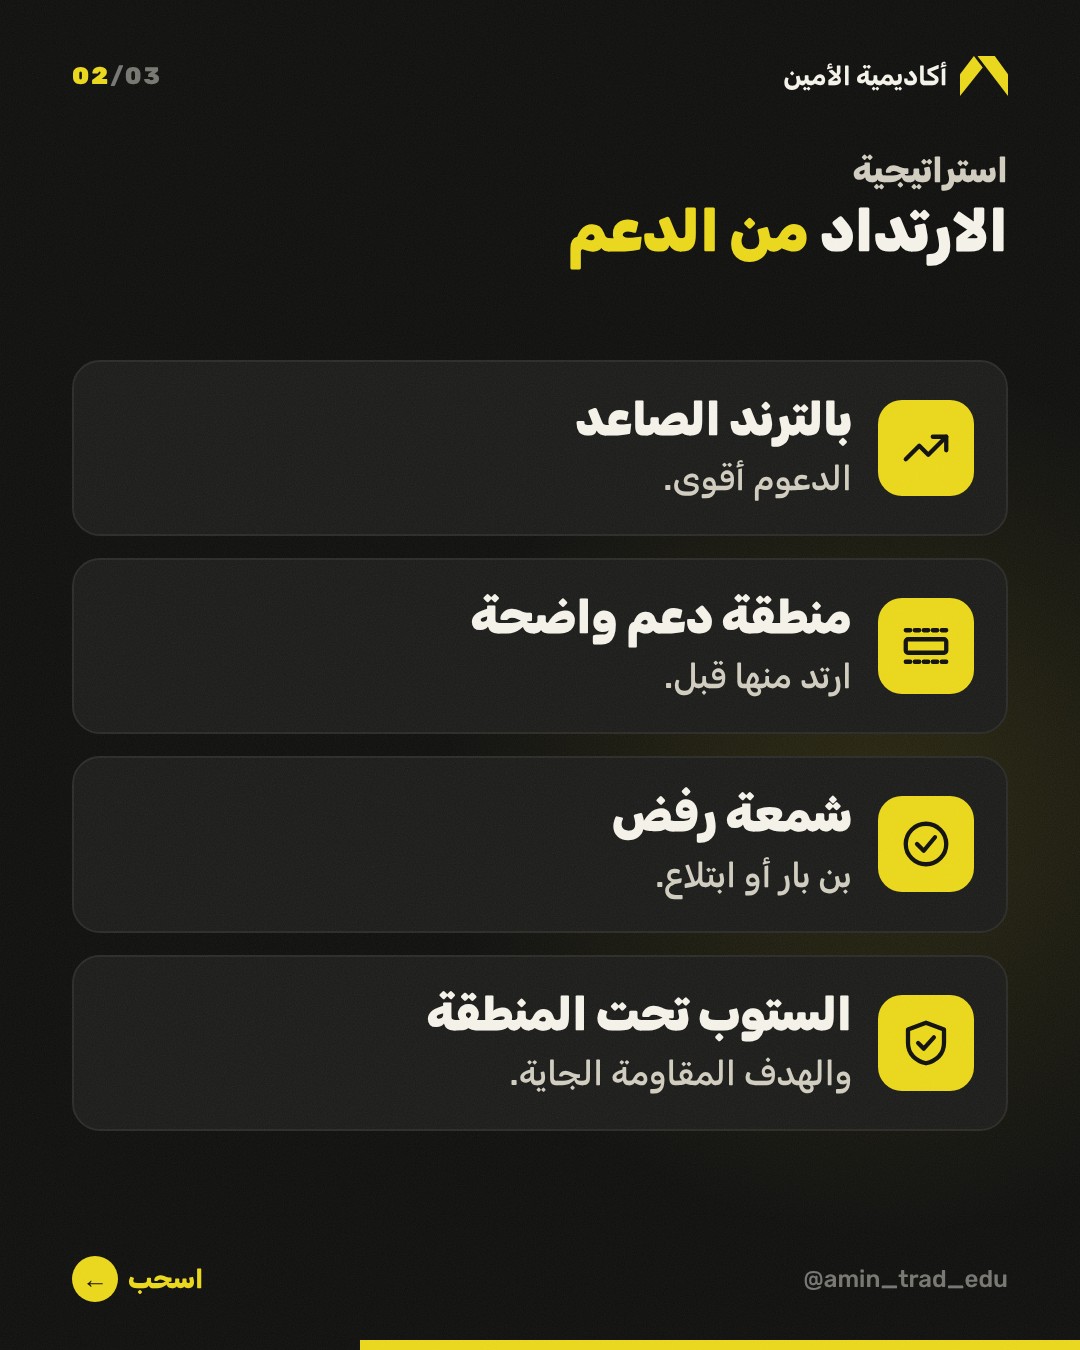 أكاديمية الأمين
02/03
استراتيجية
الارتداد من الدعم
بالترند الصاعد
الدعوم أقوى.
منطقة دعم واضحة
ارتد منها قبل.
شمعة رفض
بن بار أو ابتلاع.
الستوب تحت المنطقة
والهدف المقاومة الجاية.
@amin_trad_edu
اسحب ←